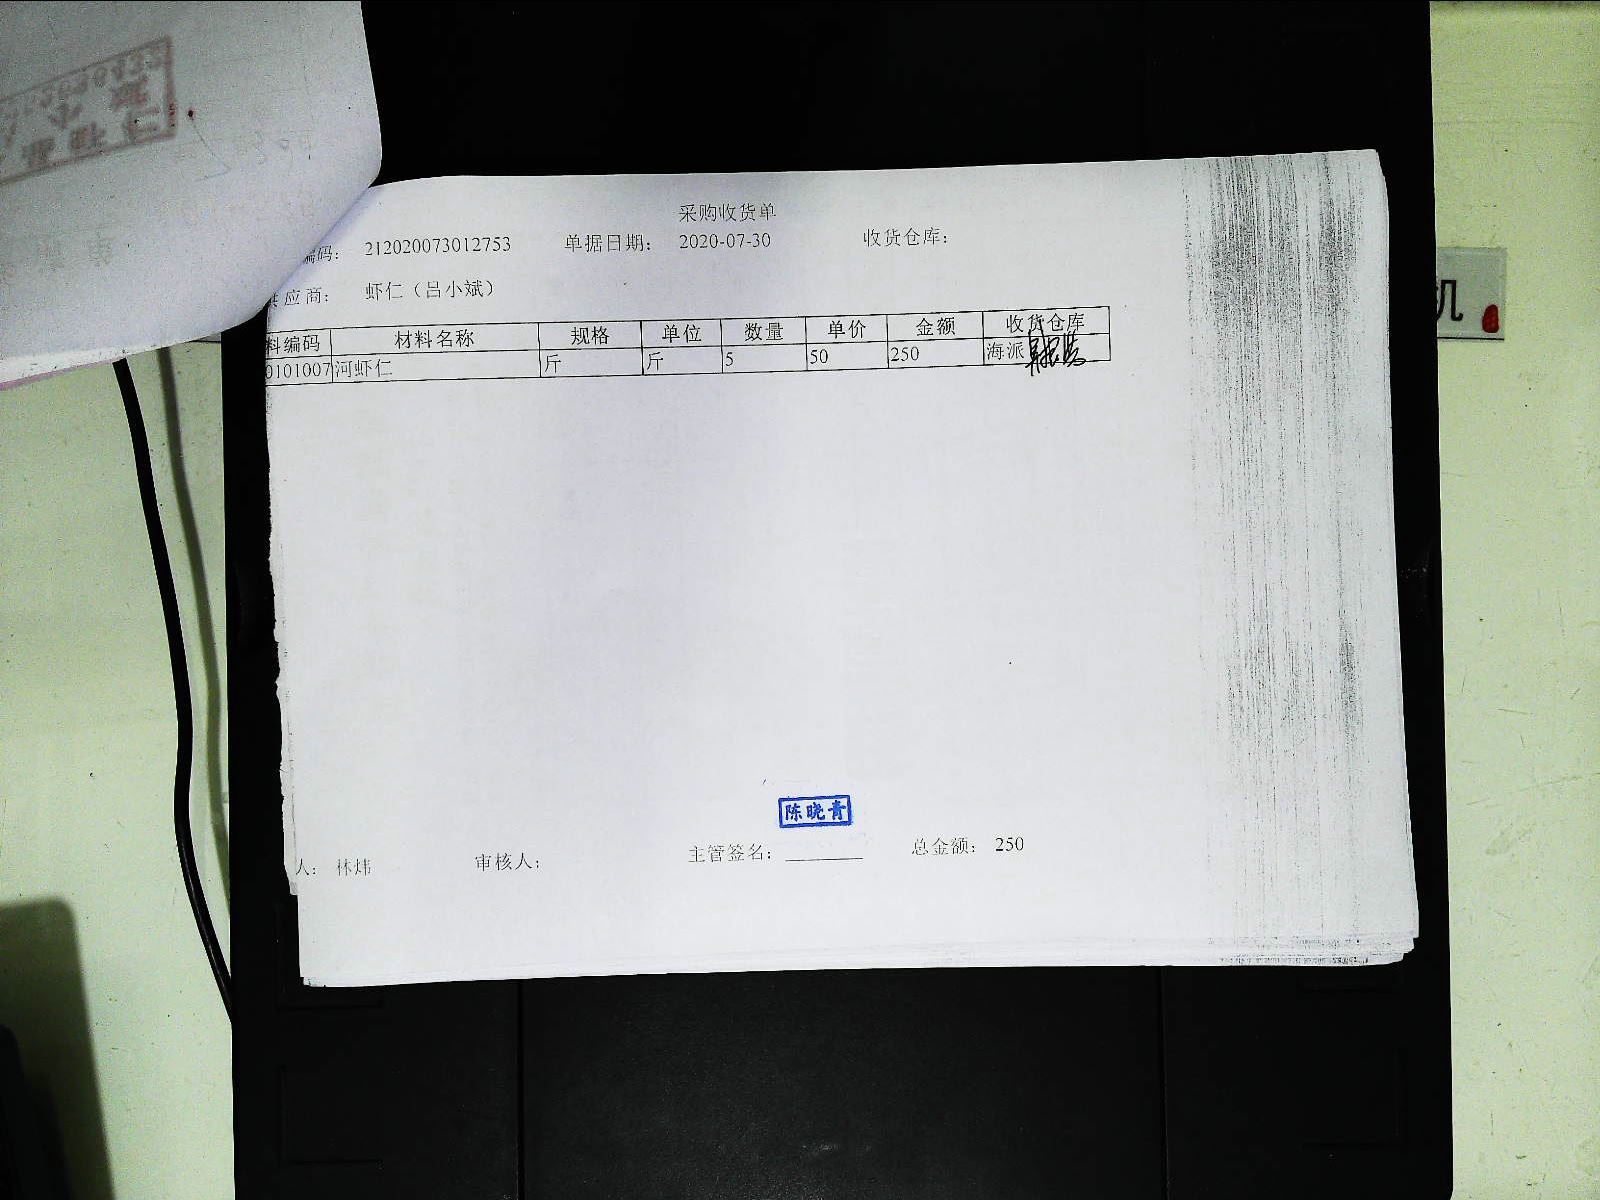 采购收货单
编码: 212020073012753 单据日期: 2020-07-30 收货仓库:
供应商: 虾仁(吕小斌)
料编码 材料名称 规格 单位 数量 单价 金额 收货仓库
0101007 河虾仁 斤 斤 5 50 250 海派
陈晓青
人: 林炜 审核人: 主管签名: 总金额: 250
机